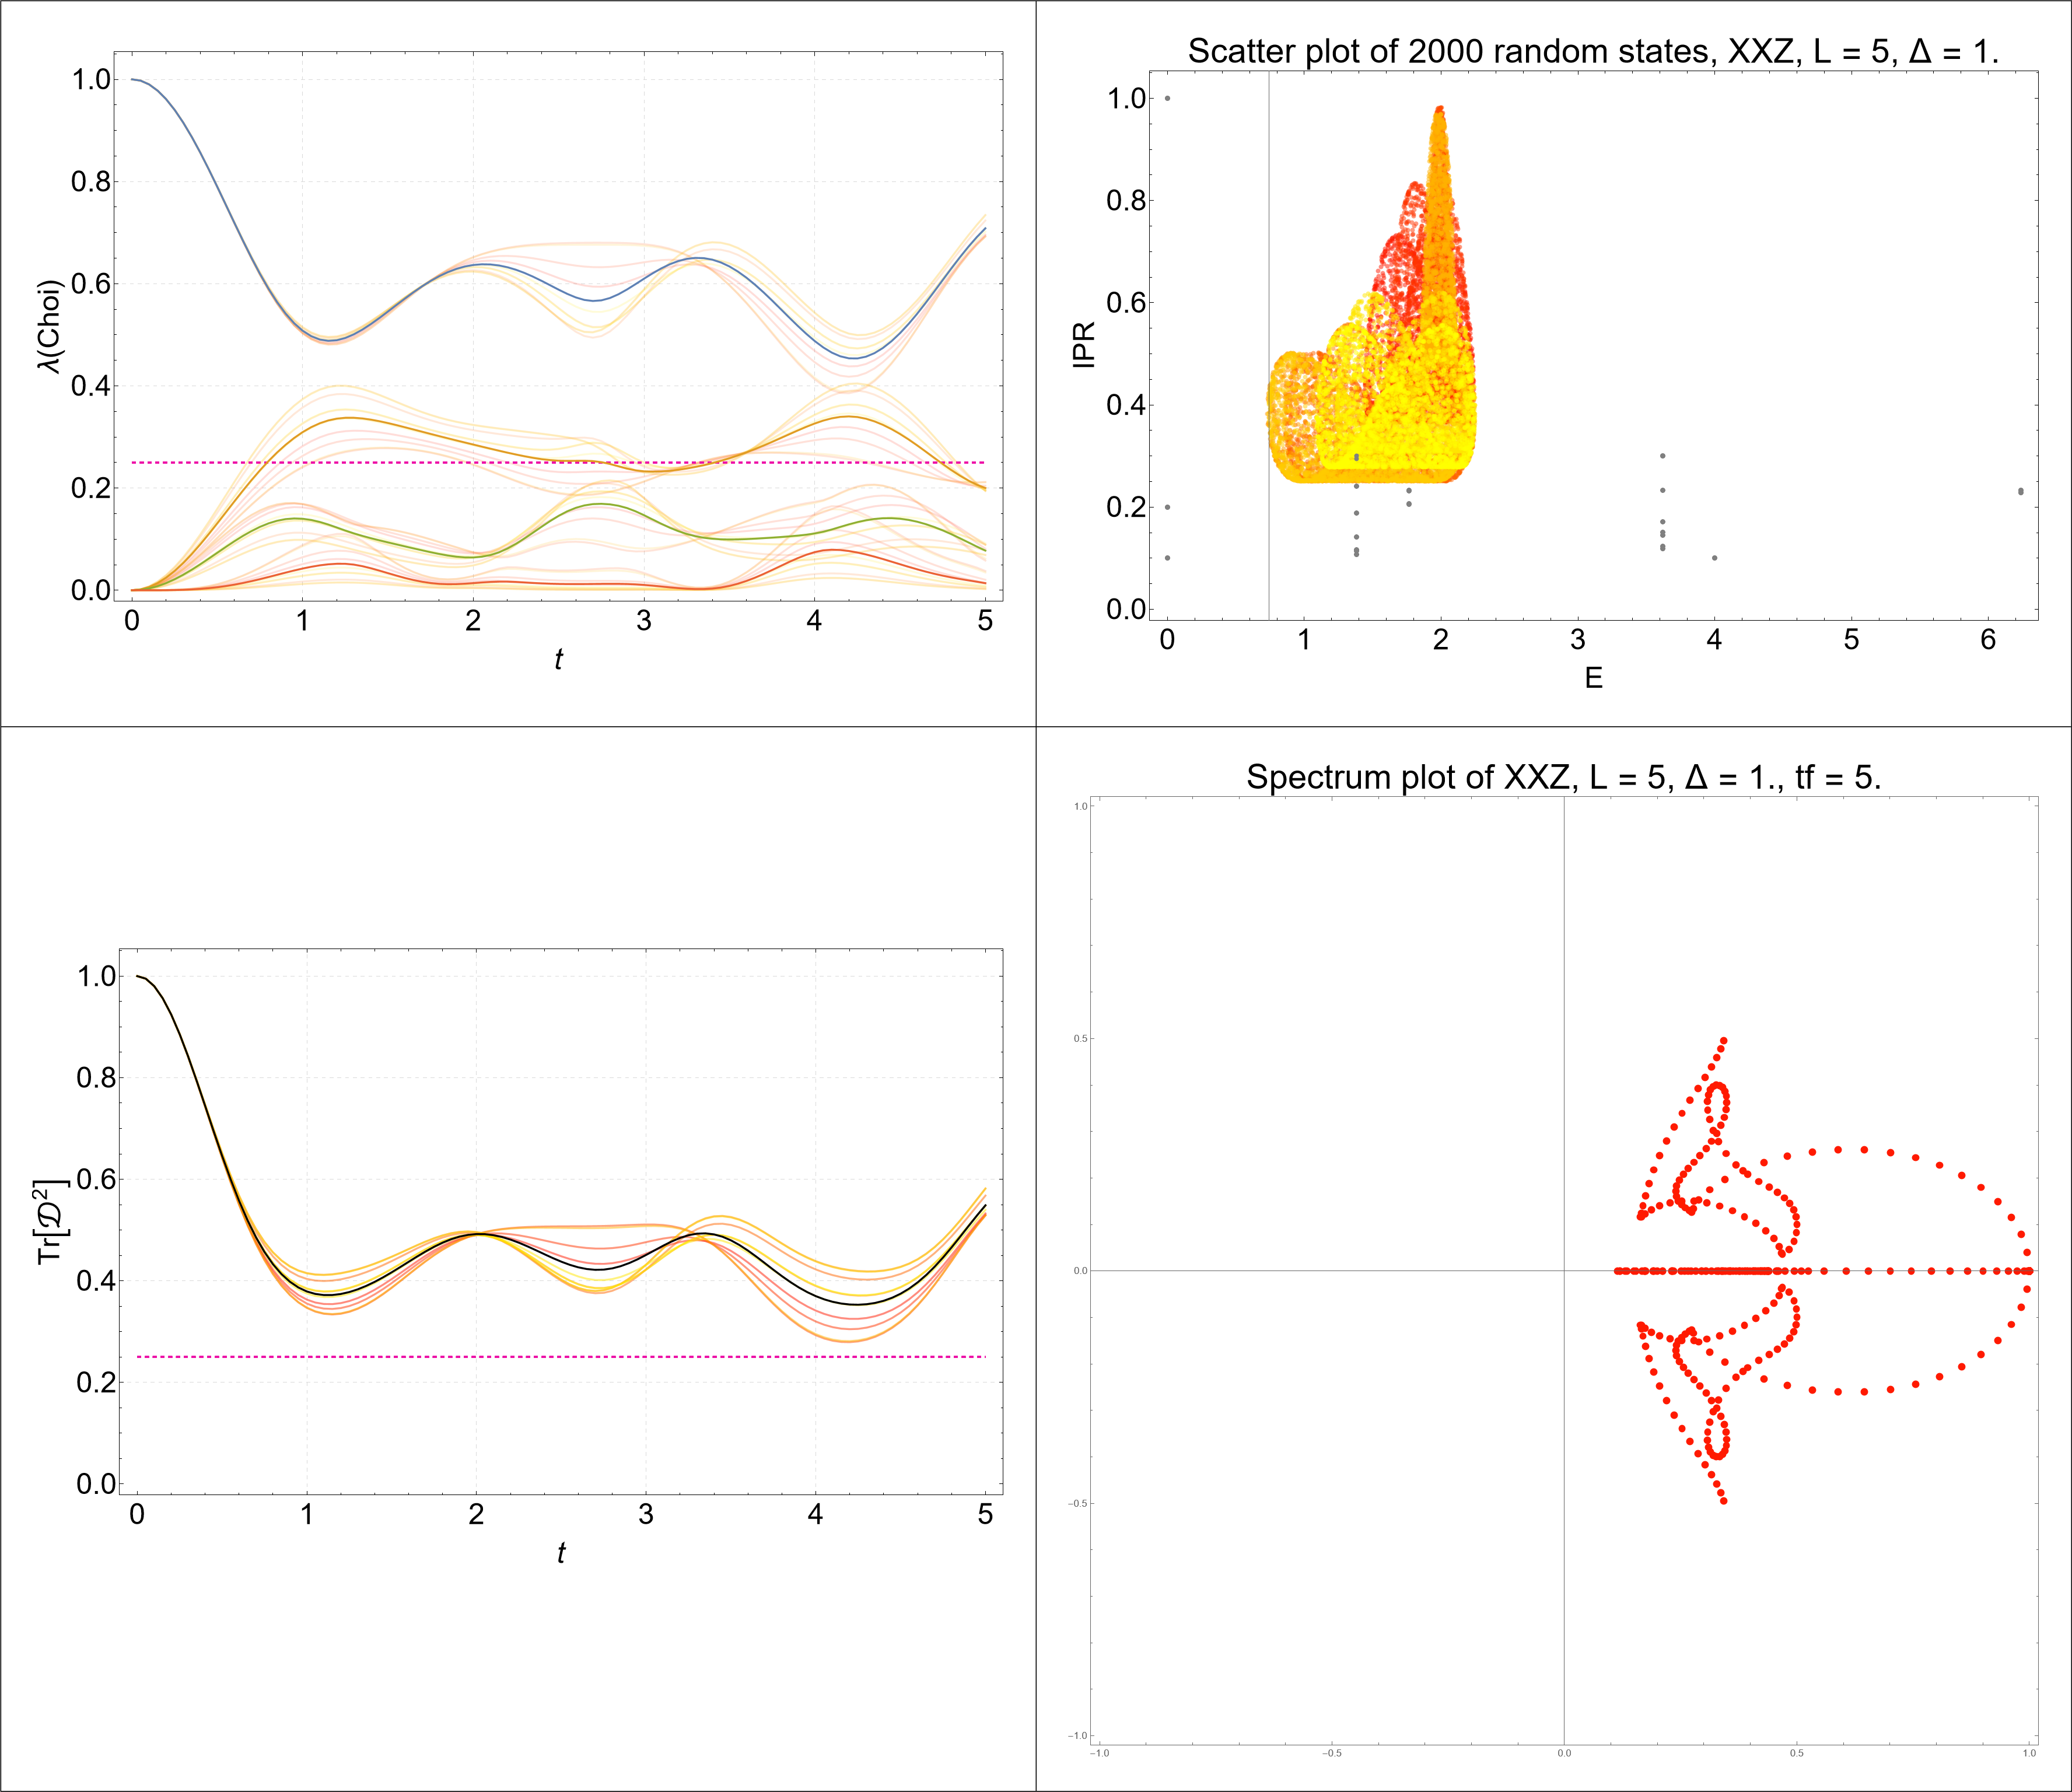 1.0
0.8
0.6
0.4
0.2
0.0
λ(Choi)
0 1 2 3 4 5
t
Scatter plot of 2000 random states, XXZ, L = 5, Δ = 1.
1.0
0.8
0.6
0.4
0.2
0.0
IPR
0 1 2 3 4 5 6
E
1.0
0.8
0.6
0.4
0.2
0.0
Tr[𝒟²]
0 1 2 3 4 5
t
Spectrum plot of XXZ, L = 5, Δ = 1., tf = 5.
1.0
0.5
0.0
−0.5
−1.0
−1.0 −0.5 0.0 0.5 1.0